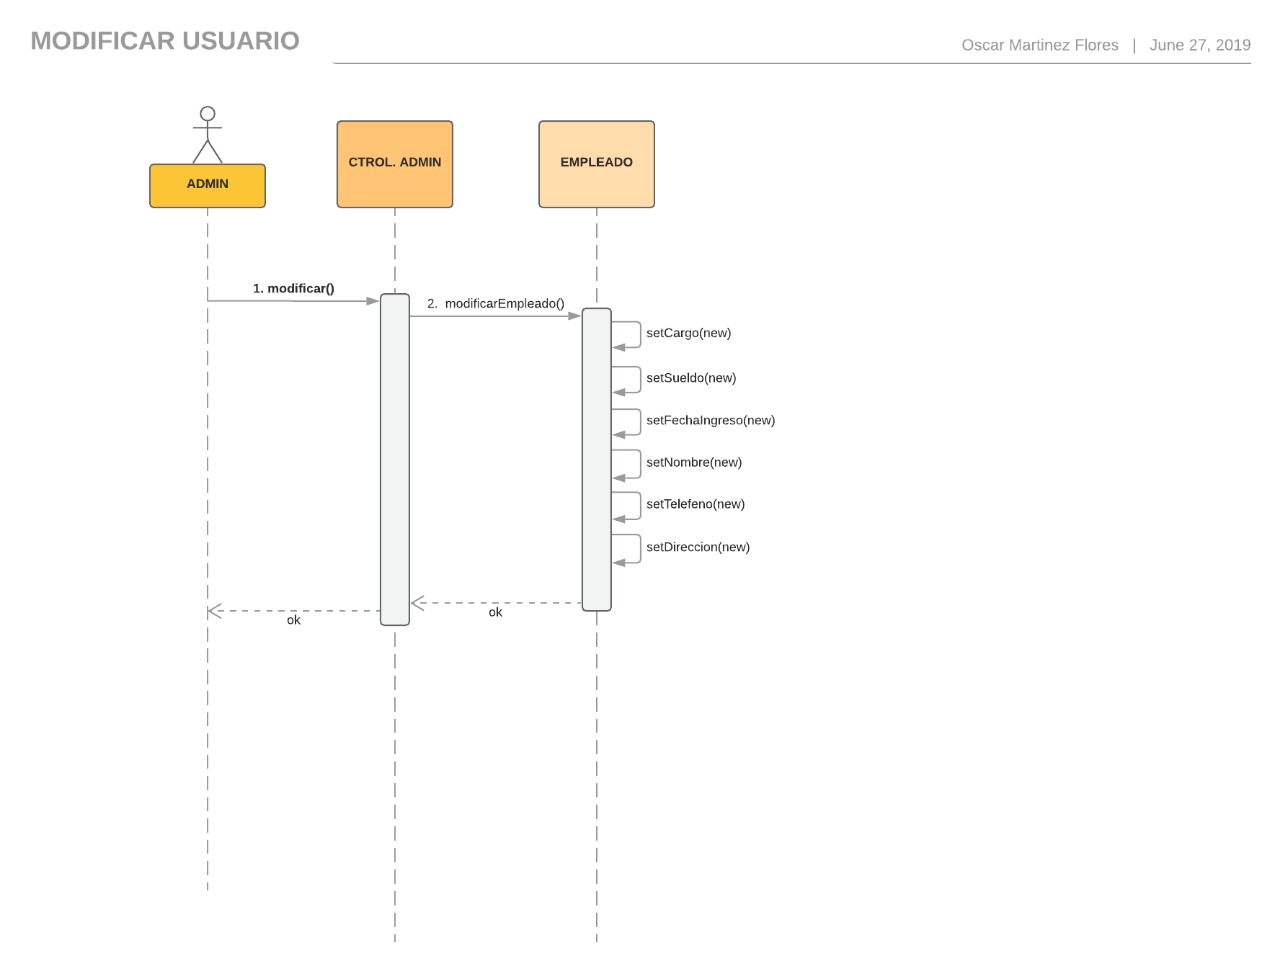 MODIFICAR USUARIO
Oscar Martinez Flores | June 27, 2019
ADMIN
CTROL. ADMIN
EMPLEADO
1. modificar()
2. modificarEmpleado()
setCargo(new)
setSueldo(new)
setFechaIngreso(new)
setNombre(new)
setTelefeno(new)
setDireccion(new)
ok
ok